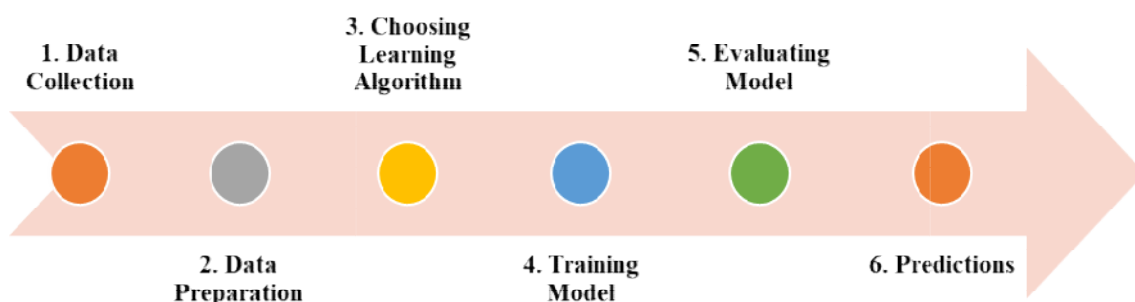 1. Data
Collection
2. Data
Preparation
3. Choosing
Learning
Algorithm
4. Training
Model
5. Evaluating
Model
6. Predictions